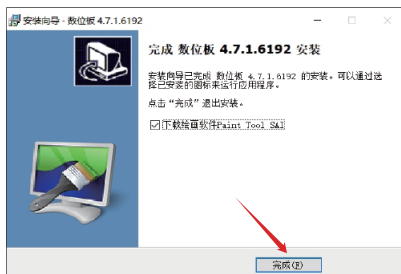 安装向导 - 数位板 4.7.1.6192
完成 数位板 4.7.1.6192 安装
安装向导已完成 数位板 4.7.1.6192 的安装。可以通过选
择已安装的图标来运行应用程序。
点击“完成”退出安装。
下载绘画软件Paint Tool SAI
完成(F)